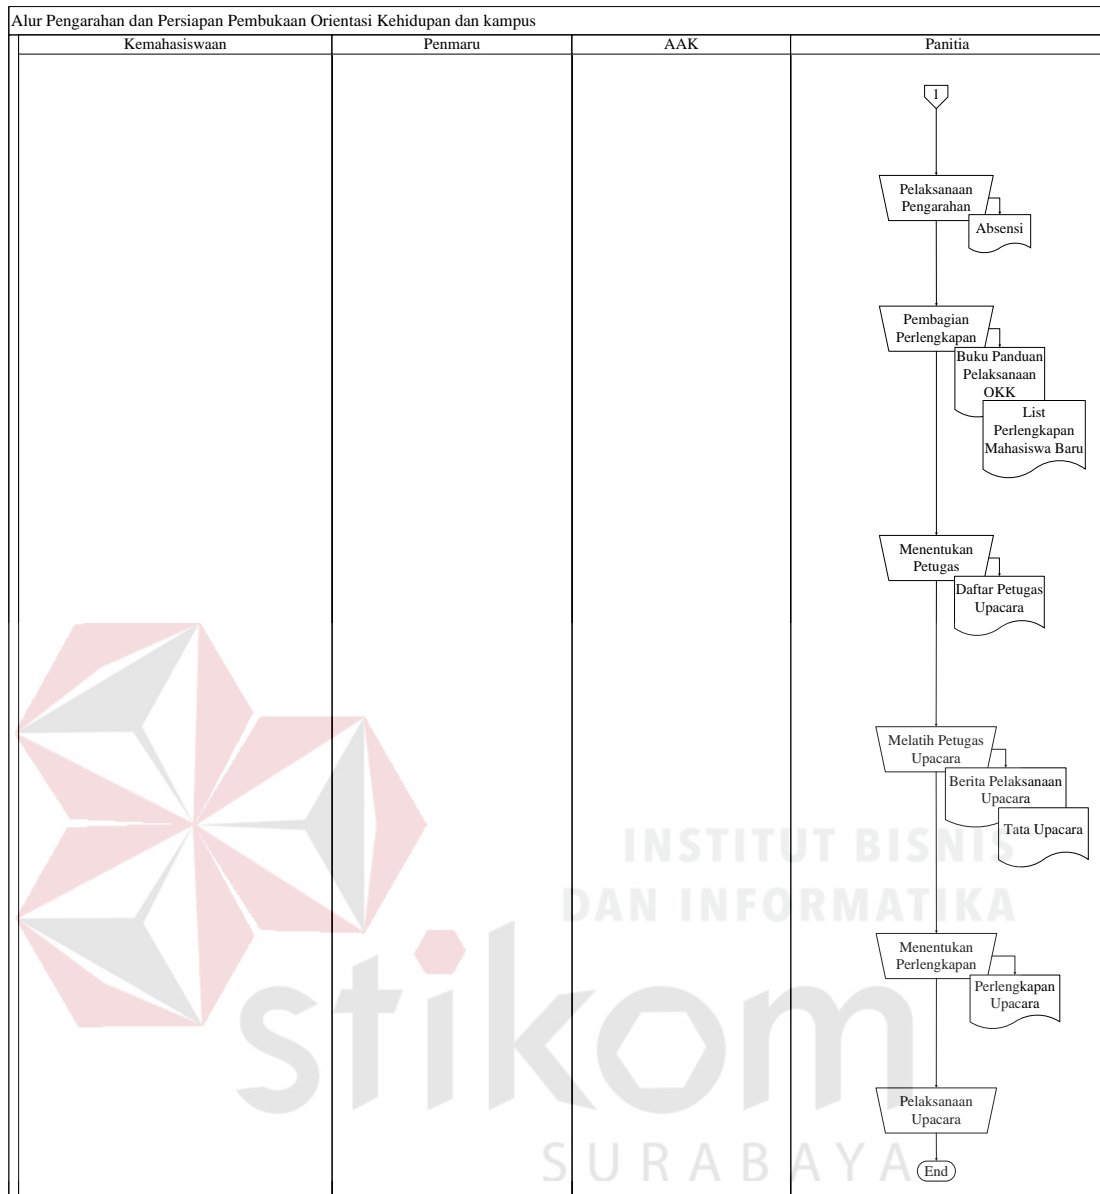 Alur Pengarahan dan Persiapan Pembukaan Orientasi Kehidupan dan kampus
Kemahasiswaan
Penmaru
AAK
Panitia
1
Pelaksanaan
Pengarahan
Absensi
Pembagian
Perlengkapan
Buku Panduan
Pelaksanaan
OKK
List
Perlengkapan
Mahasiswa Baru
Menentukan
Petugas
Daftar Petugas
Upacara
Melatih Petugas
Upacara
Berita Pelaksanaan
Upacara
Tata Upacara
INSTITUT BISNIS
DAN INFORMATIKA
Menentukan
Perlengkapan
Perlengkapan
Upacara
stikom
Pelaksanaan
Upacara
SURABAYA
End